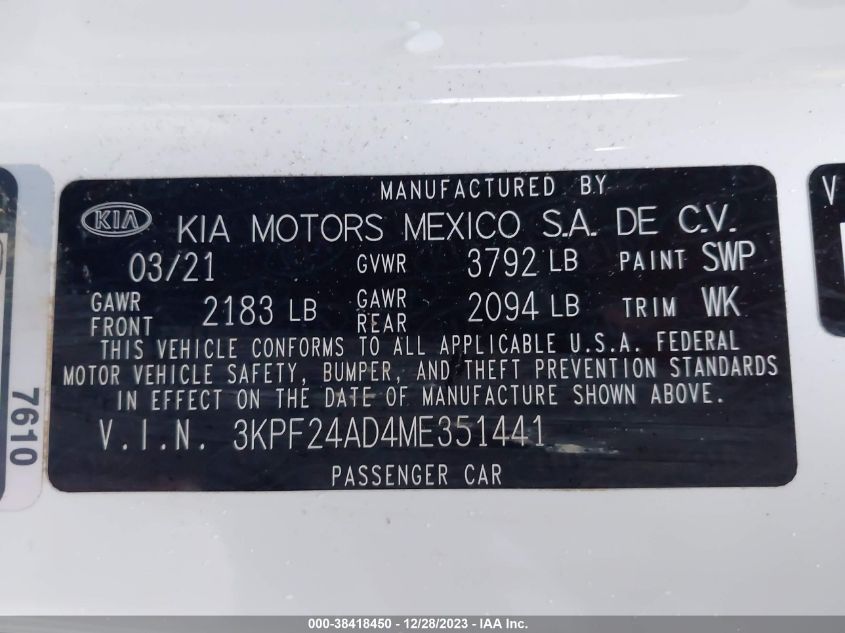 MANUFACTURED BY
KIA KIA MOTORS MEXICO S.A. DE C.V.
03/21 GVWR 3792 LB PAINT SWP
GAWR FRONT 2183 LB GAWR REAR 2094 LB TRIM WK
THIS VEHICLE CONFORMS TO ALL APPLICABLE U.S.A. FEDERAL
MOTOR VEHICLE SAFETY, BUMPER, AND THEFT PREVENTION STANDARDS
IN EFFECT ON THE DATE OF MANUFACTURE SHOWN ABOVE.
V.I.N. 3KPF24AD4ME351441
PASSENGER CAR
7610
V
000-38418450 - 12/28/2023 - IAA Inc.